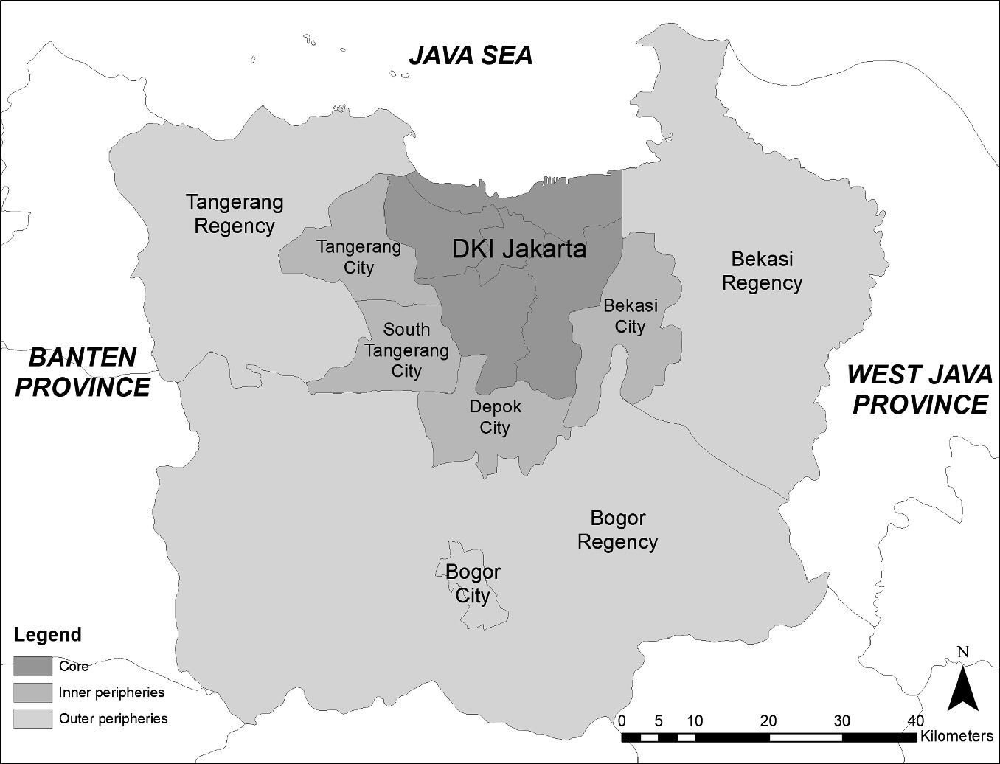 JAVA SEA
Tangerang
Regency
Tangerang
City
DKI Jakarta
Bekasi
Regency
Bekasi
City
South
Tangerang
City
BANTEN
PROVINCE
WEST JAVA
PROVINCE
Depok
City
Bogor
Regency
Bogor
City
Legend
Core
Inner peripheries
Outer peripheries
N
0 5 10 20 30 40
Kilometers